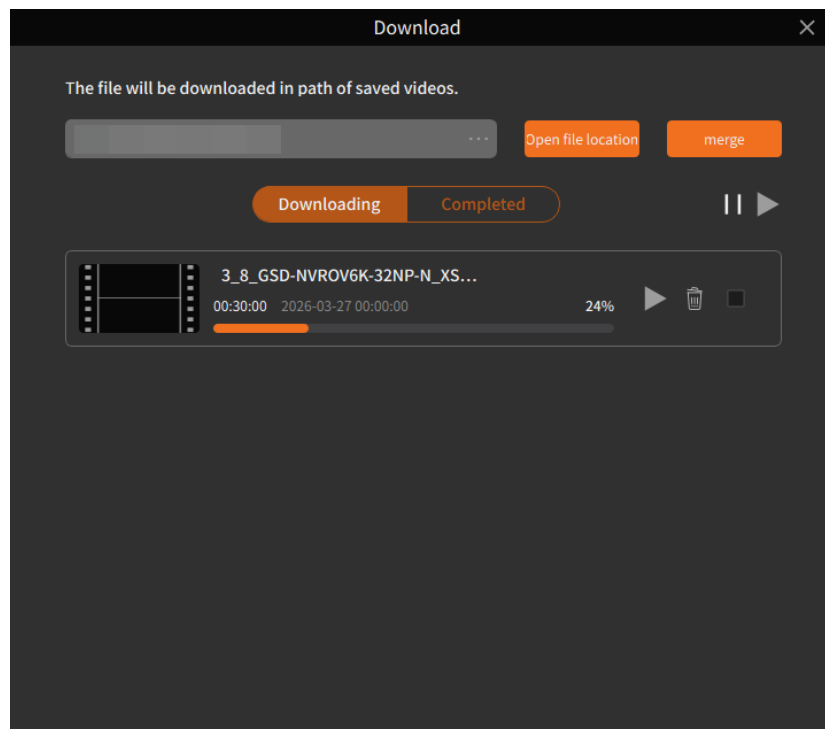 Download
The file will be downloaded in path of saved videos.
... Open file location merge
Downloading Completed
3_8_GSD-NVROV6K-32NP-N_XS...
00:30:00 2026-03-27 00:00:00 24%